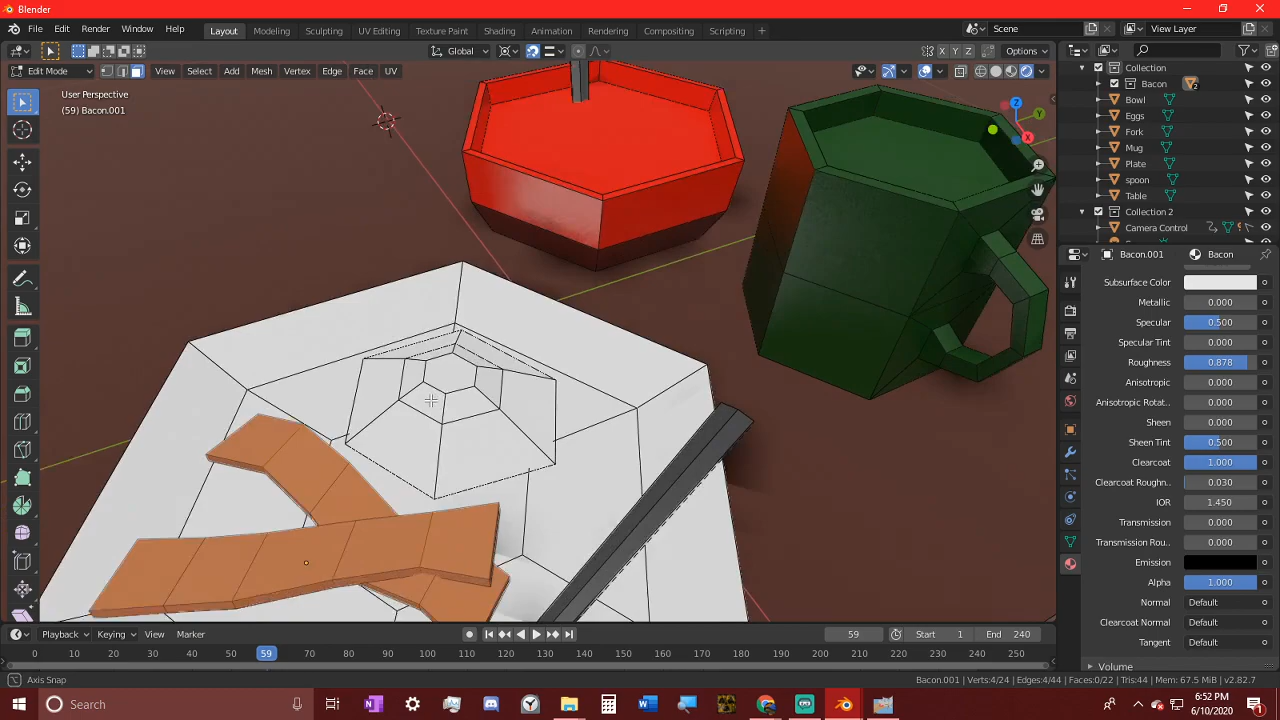 Blender
File Edit Render Window Help Layout Modeling Sculpting UV Editing Texture Paint Shading Animation Rendering Compositing Scripting + Scene View Layer
Global X Y Z Options
Edit Mode View Select Add Mesh Vertex Edge Face UV
User Perspective
(59) Bacon.001
Z
Y
X
Collection
Bacon 2
Bowl
Eggs
Fork
Mug
Plate
spoon
Table
Collection 2
Camera Control
Bacon.001 Bacon
Subsurface Color
Metallic 0.000
Specular 0.500
Specular Tint 0.000
Roughness 0.878
Anisotropic 0.000
Anisotropic Rotat.. 0.000
Sheen 0.000
Sheen Tint 0.500
Clearcoat 1.000
Clearcoat Roughn.. 0.030
IOR 1.450
Transmission 0.000
Transmission Rou.. 0.000
Emission
Alpha 1.000
Normal Default
Clearcoat Normal Default
Tangent Default
Volume
Playback Keying View Marker 59 Start 1 End 240
0 10 20 30 40 50 59 70 80 90 100 110 120 130 140 150 160 170 180 190 200 210 220 230 240 250
Axis Snap Bacon.001 | Verts:4/24 | Edges:4/44 | Faces:0/22 | Tris:44 | Mem: 67.5 MiB | v2.82.7
Search 6:52 PM
6/10/2020 1